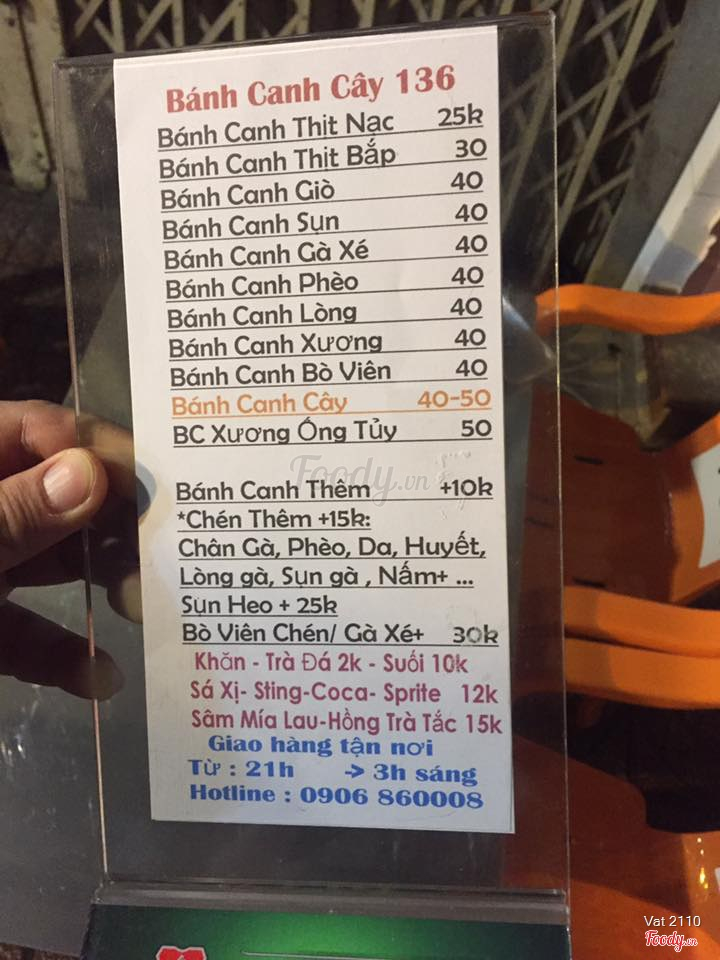 Bánh Canh Cây 136
Bánh Canh Thịt Nạc 25k
Bánh Canh Thịt Bắp 30
Bánh Canh Giò 40
Bánh Canh Sụn 40
Bánh Canh Gà Xé 40
Bánh Canh Phèo 40
Bánh Canh Lòng 40
Bánh Canh Xương 40
Bánh Canh Bò Viên 40
Bánh Canh Cây 40-50
BC Xương Ống Tủy 50
Foody.vn
Bánh Canh Thêm +10k
*Chén Thêm +15k:
Chân Gà, Phèo, Da, Huyết,
Lòng gà, Sụn gà , Nấm+ ...
Sụn Heo + 25k
Bò Viên Chén/ Gà Xé+ 30k
Khăn - Trà Đá 2k - Suối 10k
Sá Xị- Sting-Coca- Sprite 12k
Sâm Mía Lau-Hồng Trà Tắc 15k
Giao hàng tận nơi
Từ : 21h -> 3h sáng
Hotline : 0906 860008
Vat 2110
Foody.vn